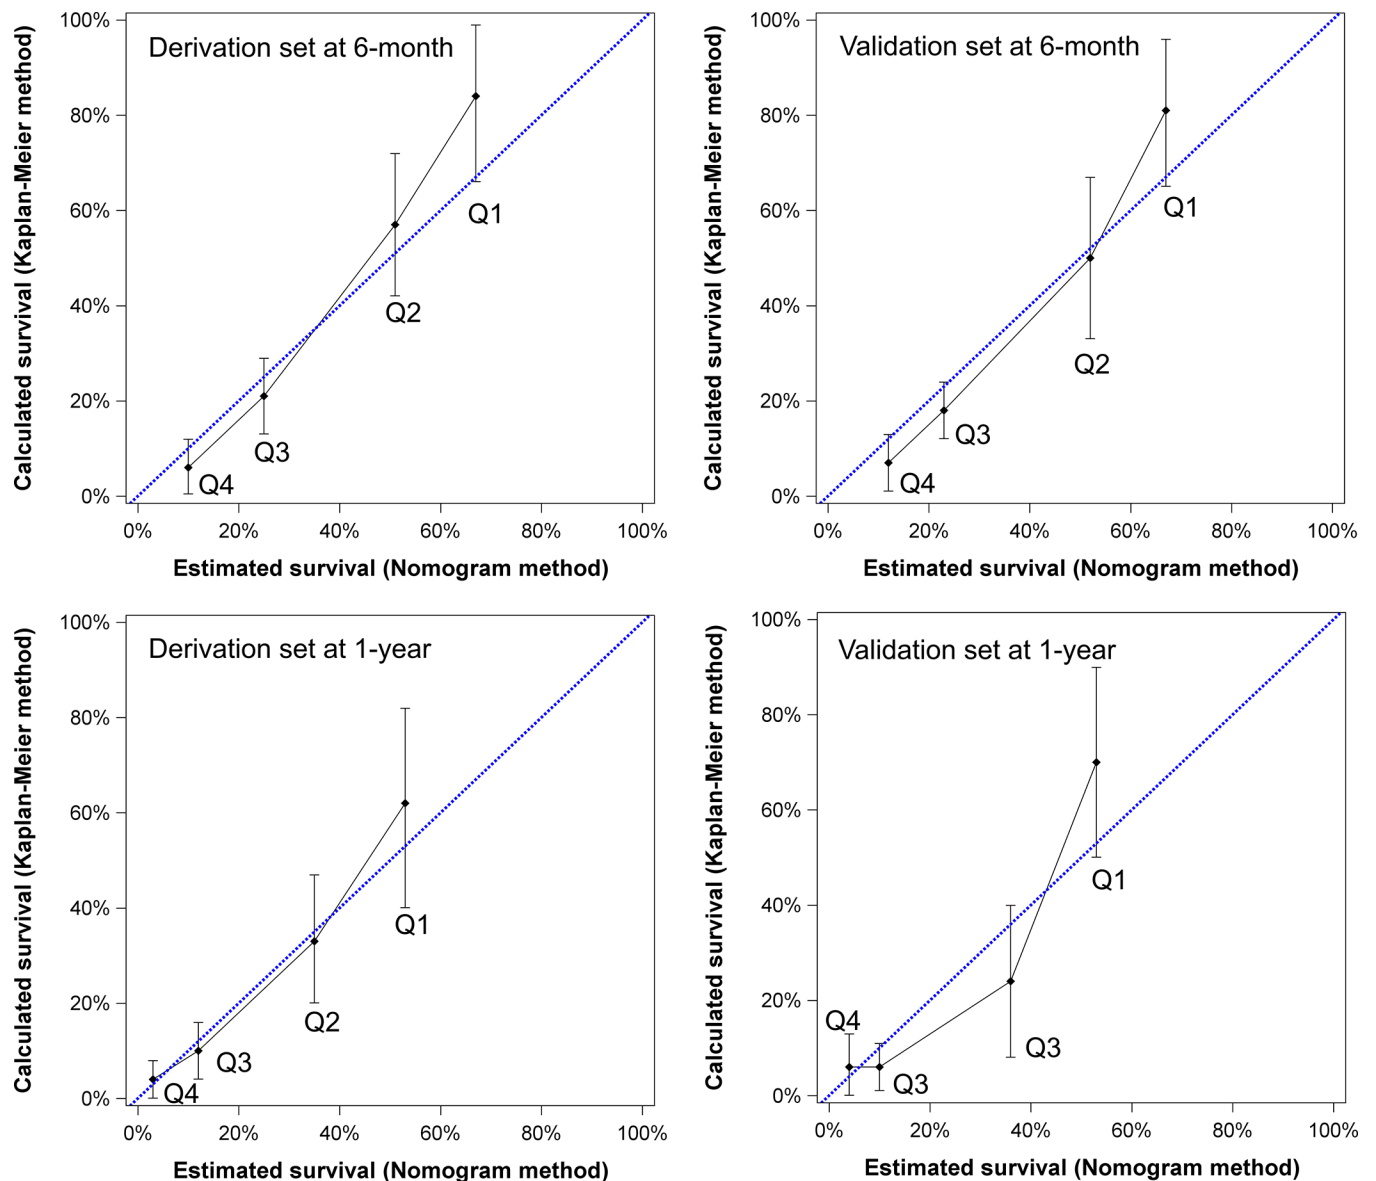 Derivation set at 6-month
Calculated survival (Kaplan-Meier method)
100%
80%
60%
40%
20%
0%
Q1
Q2
Q3
Q4
0% 20% 40% 60% 80% 100%
Estimated survival (Nomogram method)
Validation set at 6-month
Calculated survival (Kaplan-Meier method)
100%
80%
60%
40%
20%
0%
Q1
Q2
Q3
Q4
0% 20% 40% 60% 80% 100%
Estimated survival (Nomogram method)
Derivation set at 1-year
Calculated survival (Kaplan-Meier method)
100%
80%
60%
40%
20%
0%
Q1
Q2
Q3
Q4
0% 20% 40% 60% 80% 100%
Estimated survival (Nomogram method)
Validation set at 1-year
Calculated survival (Kaplan-Meier method)
100%
80%
60%
40%
20%
0%
Q1
Q4
Q3
Q3
0% 20% 40% 60% 80% 100%
Estimated survival (Nomogram method)